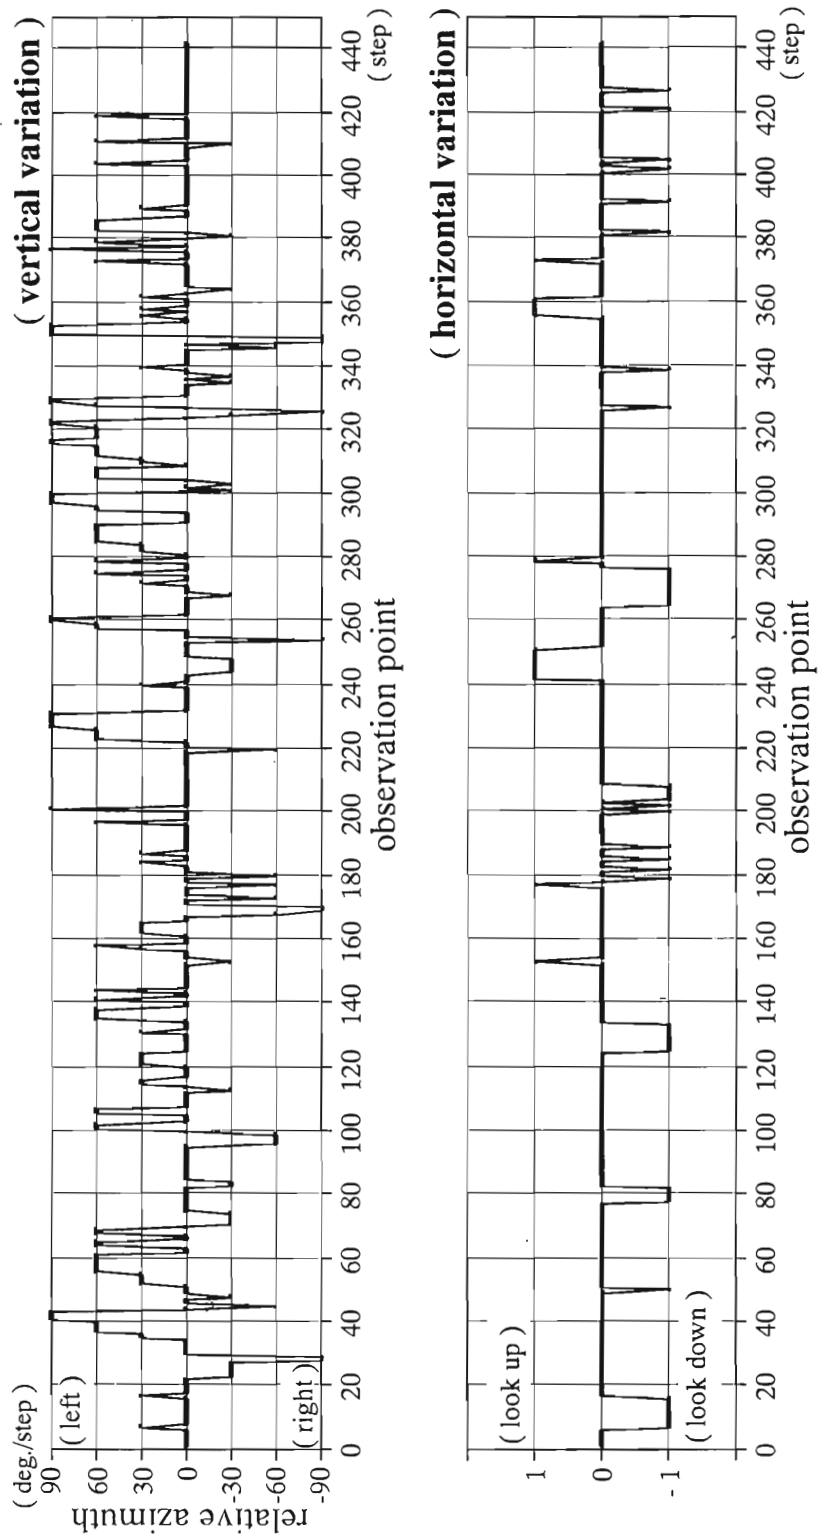 ( vertical variation )
( deg./step )
relative azimuth
90
60
30
0
-30
-60
-90
( left )
( right )
0 20 40 60 80 100 120 140 160 180 200 220 240 260 280 300 320 340 360 380 400 420 440
( step )
observation point
( horizontal variation )
1
0
- 1
( look up )
( look down )
0 20 40 60 80 100 120 140 160 180 200 220 240 260 280 300 320 340 360 380 400 420 440
( step )
observation point